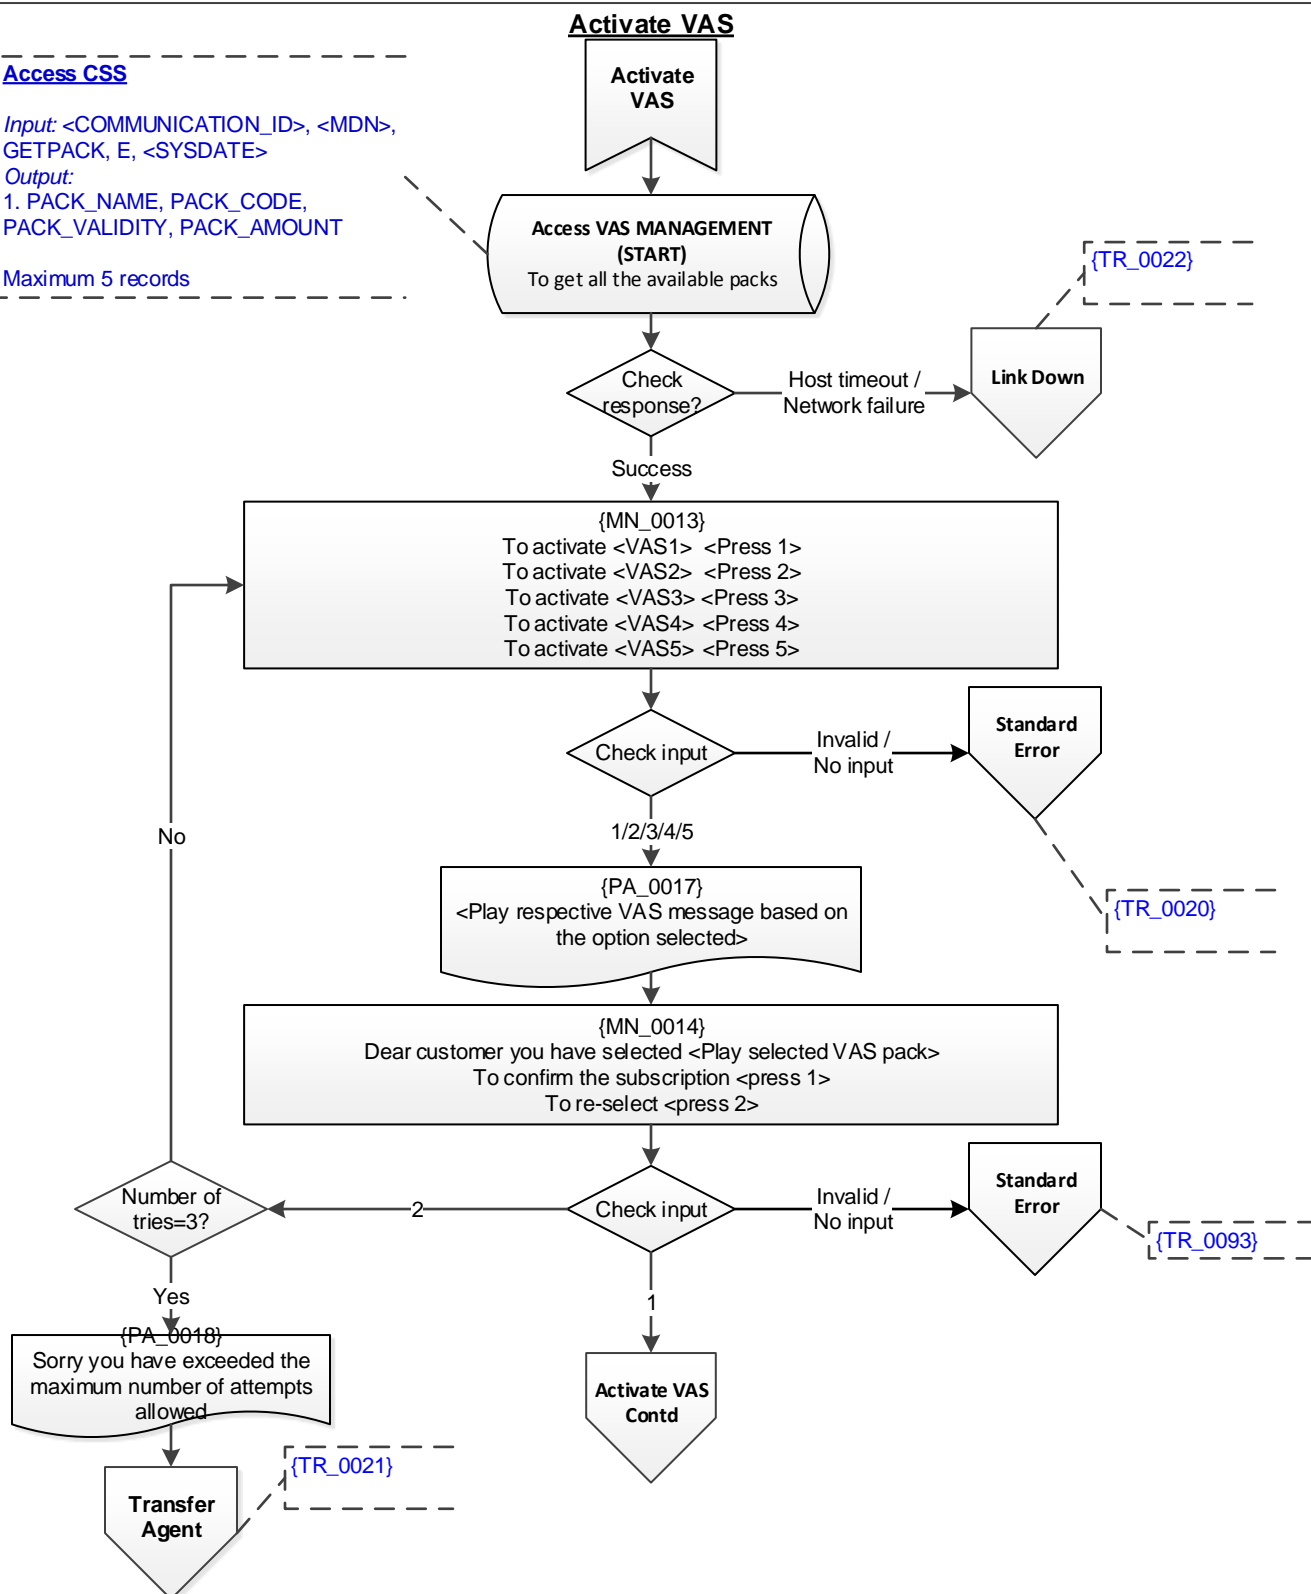 Activate VAS
Activate
VAS
Access CSS
Input: <COMMUNICATION_ID>, <MDN>,
GETPACK, E, <SYSDATE>
Output:
1. PACK_NAME, PACK_CODE,
PACK_VALIDITY, PACK_AMOUNT
Maximum 5 records
Access VAS MANAGEMENT
(START)
To get all the available packs
{TR_0022}
Check
response?
Host timeout /
Network failure
Link Down
Success
{MN_0013}
To activate <VAS1> <Press 1>
To activate <VAS2> <Press 2>
To activate <VAS3> <Press 3>
To activate <VAS4> <Press 4>
To activate <VAS5> <Press 5>
Check input
Invalid /
No input
Standard
Error
1/2/3/4/5
No
{PA_0017}
<Play respective VAS message based on
the option selected>
{TR_0020}
{MN_0014}
Dear customer you have selected <Play selected VAS pack>
To confirm the subscription <press 1>
To re-select <press 2>
Number of
tries=3?
2
Check input
Invalid /
No input
Standard
Error
{TR_0093}
Yes
1
{PA_0018}
Sorry you have exceeded the
maximum number of attempts
allowed
Activate VAS
Contd
{TR_0021}
Transfer
Agent